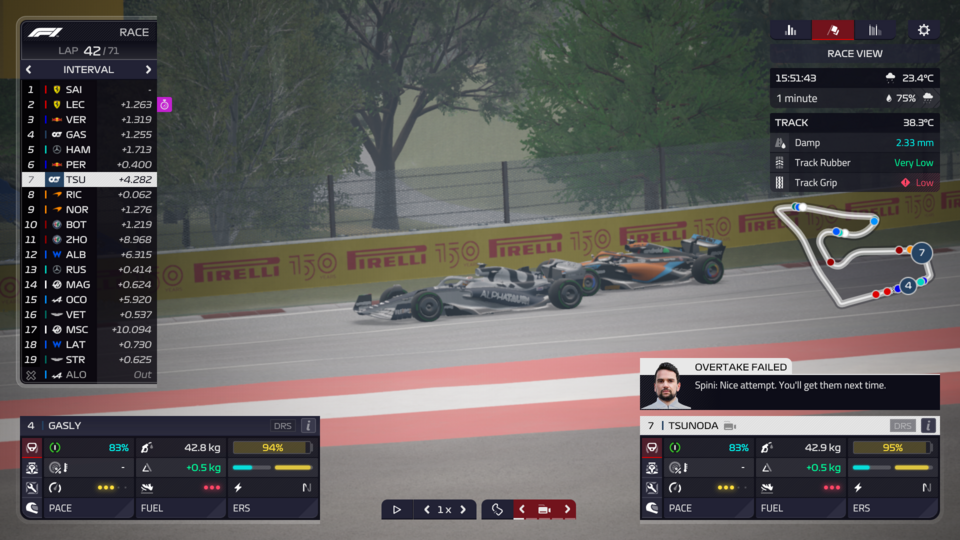 F1 RACE
LAP 42/71
INTERVAL
1 SAI -
2 LEC +1.263
3 VER +1.319
4 GAS +1.255
5 HAM +1.713
6 PER +0.400
7 TSU +4.282
8 RIC +0.062
9 NOR +1.276
10 BOT +1.219
11 ZHO +8.968
12 ALB +6.315
13 RUS +0.414
14 MAG +0.624
15 OCO +5.920
16 VET +0.537
17 MSC +10.094
18 LAT +0.730
19 STR +0.625
ALO Out
RACE VIEW
15:51:43 23.4°C
1 minute 75%
TRACK 38.3°C
Damp 2.33 mm
Track Rubber Very Low
Track Grip Low
7
4
PIRELLI 150 PIRELLI 150 PIRELLI 150 PIRELLI
ALPHATAURI
OVERTAKE FAILED
Spini: Nice attempt. You'll get them next time.
4 GASLY DRS i
83% 42.8 kg 94%
- +0.5 kg
N
PACE FUEL ERS
1x
7 TSUNODA DRS i
83% 42.9 kg 95%
- +0.5 kg
N
PACE FUEL ERS